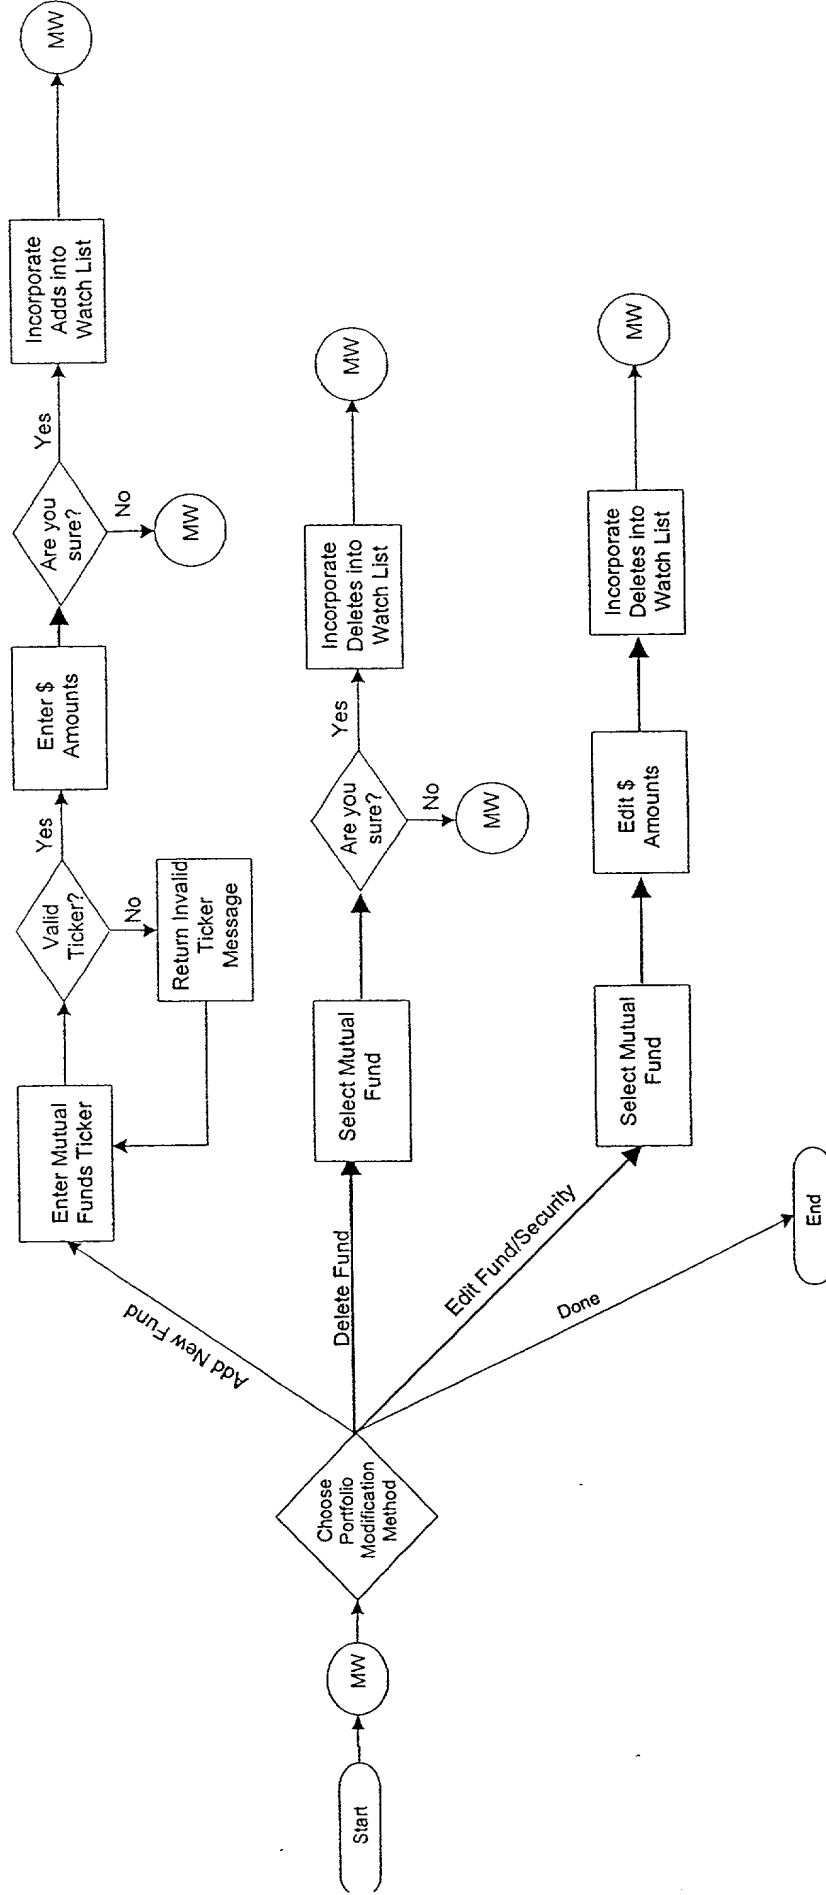 Start
MW
Choose
Portfolio
Modification
Method
Add New Fund
Enter Mutual
Funds Ticker
Valid
Ticker?
No
Return Invalid
Ticker
Message
Yes
Enter $
Amounts
Are you
sure?
No
MW
Yes
Incorporate
Adds into
Watch List
MW
Delete Fund
Select Mutual
Fund
Are you
sure?
No
MW
Yes
Incorporate
Deletes into
Watch List
MW
Edit Fund/Security
Select Mutual
Fund
Edit $
Amounts
Incorporate
Deletes into
Watch List
MW
Done
End